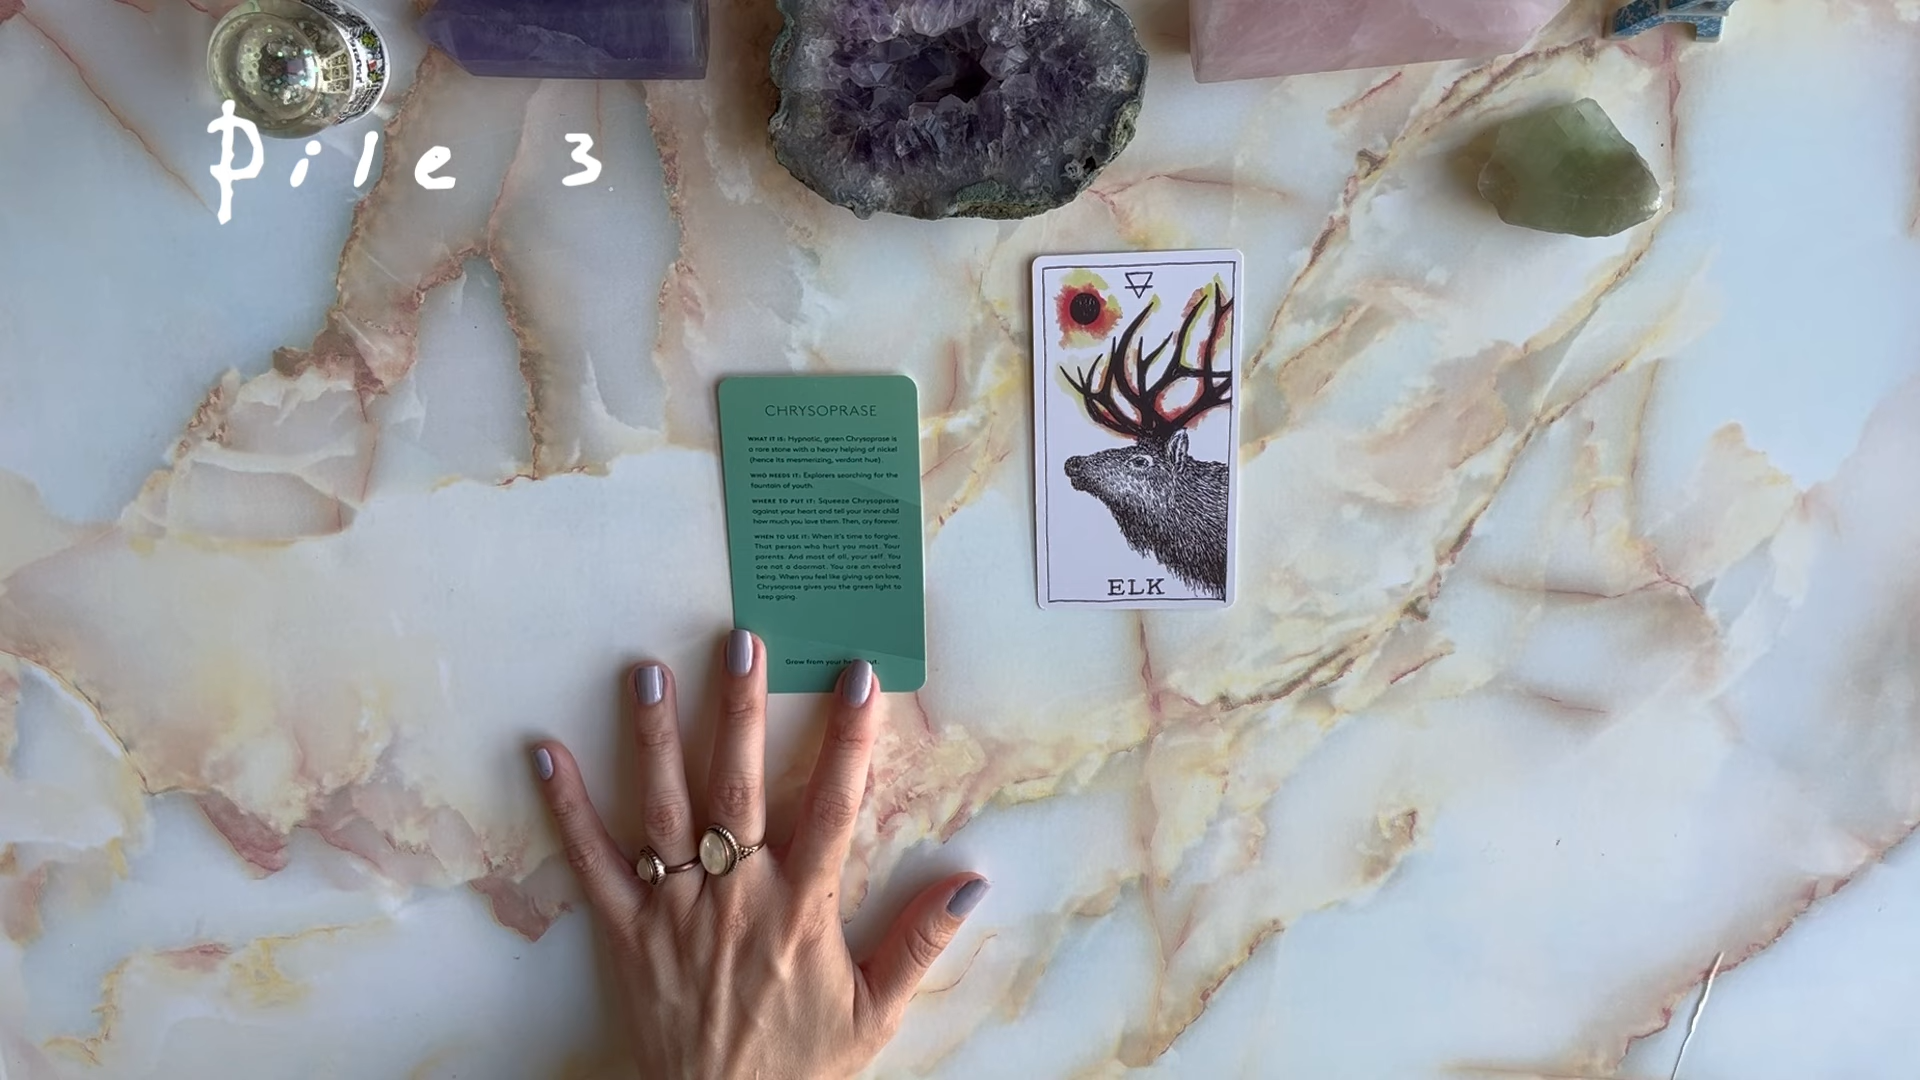 Pile 3
CHRYSOPRASE
WHAT IT IS: Hypnotic, green Chrysoprase is
a rare stone with a heavy helping of nickel
(hence its mesmerizing, verdant hue).
WHO NEEDS IT: Explorers searching for the
fountain of youth.
WHERE TO PUT IT: Squeeze Chrysoprase
against your heart and tell your inner child
how much you love them. Then, cry forever.
WHEN TO USE IT: When it's time to forgive.
That person who hurt you most. Your
parents. And most of all, your self. You
are not a doormat. You are an evolved
being. When you feel like giving up on love,
Chrysoprase gives you the green light to
keep going.
Grow from your
ELK